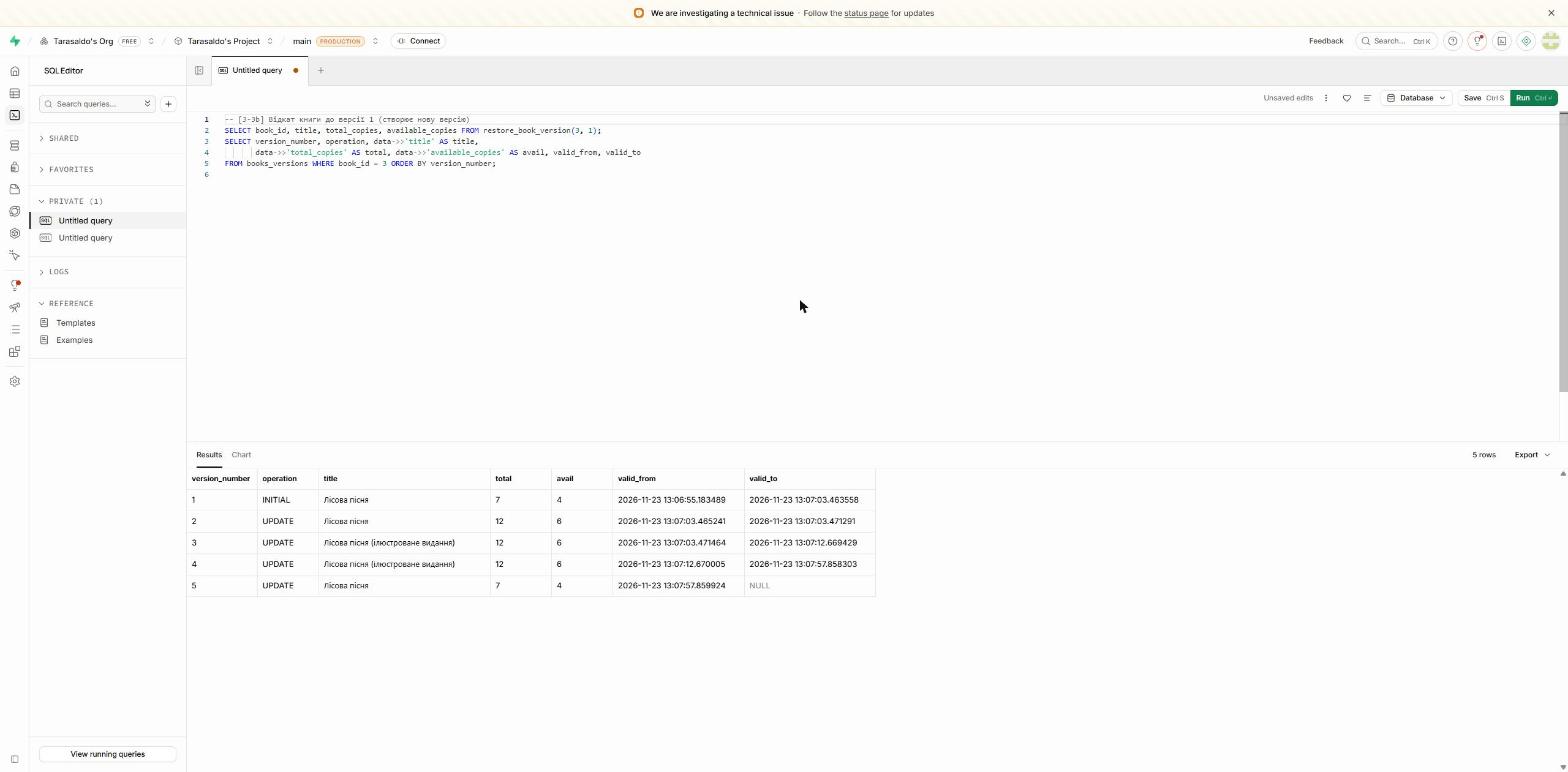 We are investigating a technical issue · Follow the status page for updates
Tarasaldo's Org FREE / Tarasaldo's Project / main PRODUCTION Connect
Feedback Search... Ctrl K
SQL Editor
Untitled query
Search queries...
Unsaved edits Database Save Ctrl S Run Ctrl ↵
SHARED
FAVORITES
PRIVATE (1)
Untitled query
Untitled query
LOGS
REFERENCE
Templates
Examples
View running queries
1 -- [3-3b] Відкат книги до версії 1 (створює нову версію)
2 SELECT book_id, title, total_copies, available_copies FROM restore_book_version(3, 1);
3 SELECT version_number, operation, data->>'title' AS title,
4 data->>'total_copies' AS total, data->>'available_copies' AS avail, valid_from, valid_to
5 FROM books_versions WHERE book_id = 3 ORDER BY version_number;
6
Results Chart 5 rows Export
version_number operation title total avail valid_from valid_to
1 INITIAL Лісова пісня 7 4 2026-11-23 13:06:55.183489 2026-11-23 13:07:03.463558
2 UPDATE Лісова пісня 12 6 2026-11-23 13:07:03.465241 2026-11-23 13:07:03.471291
3 UPDATE Лісова пісня (ілюстроване видання) 12 6 2026-11-23 13:07:03.471464 2026-11-23 13:07:12.669429
4 UPDATE Лісова пісня (ілюстроване видання) 12 6 2026-11-23 13:07:12.670005 2026-11-23 13:07:57.858303
5 UPDATE Лісова пісня 7 4 2026-11-23 13:07:57.859924 NULL